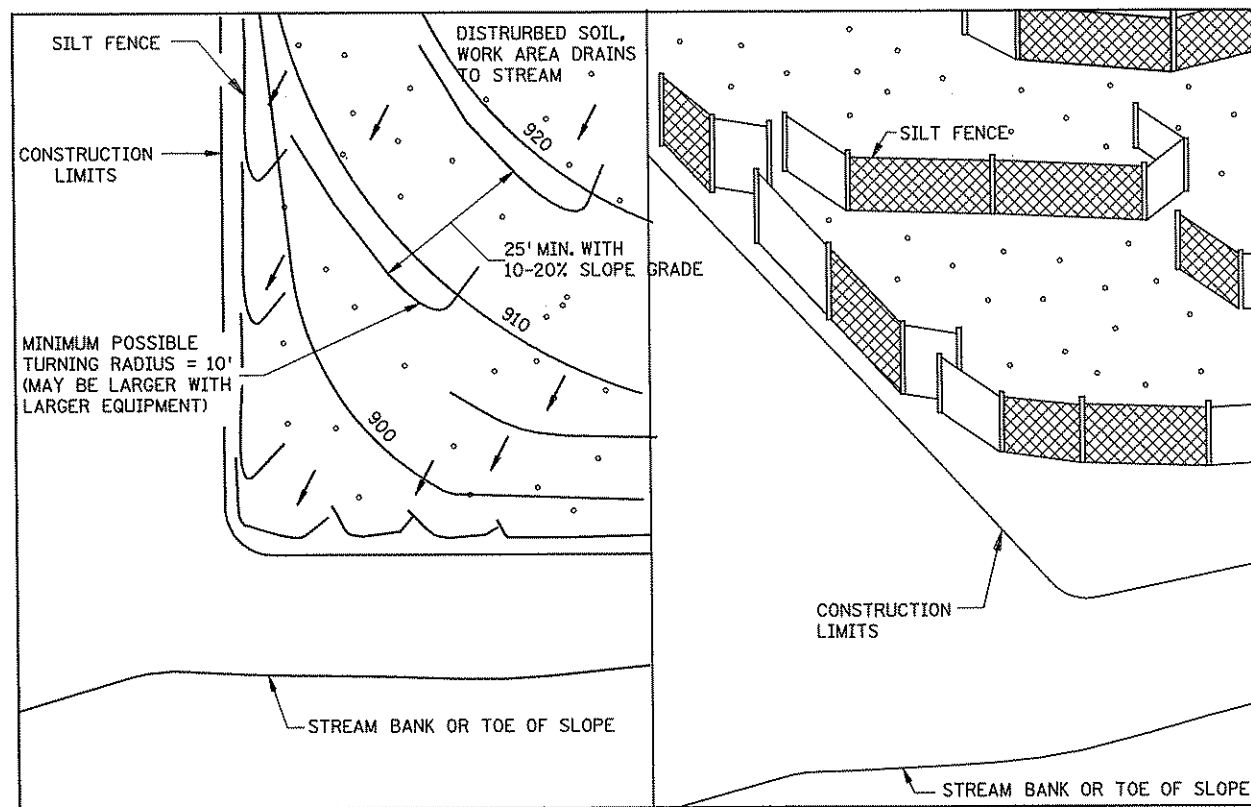 SILT FENCE
DISTRURBED SOIL,
WORK AREA DRAINS
TO STREAM
920
CONSTRUCTION
LIMITS
25' MIN. WITH
10-20% SLOPE GRADE
910
MINIMUM POSSIBLE
TURNING RADIUS = 10'
(MAY BE LARGER WITH
LARGER EQUIPMENT)
900
STREAM BANK OR TOE OF SLOPE
SILT FENCE
CONSTRUCTION
LIMITS
STREAM BANK OR TOE OF SLOPE